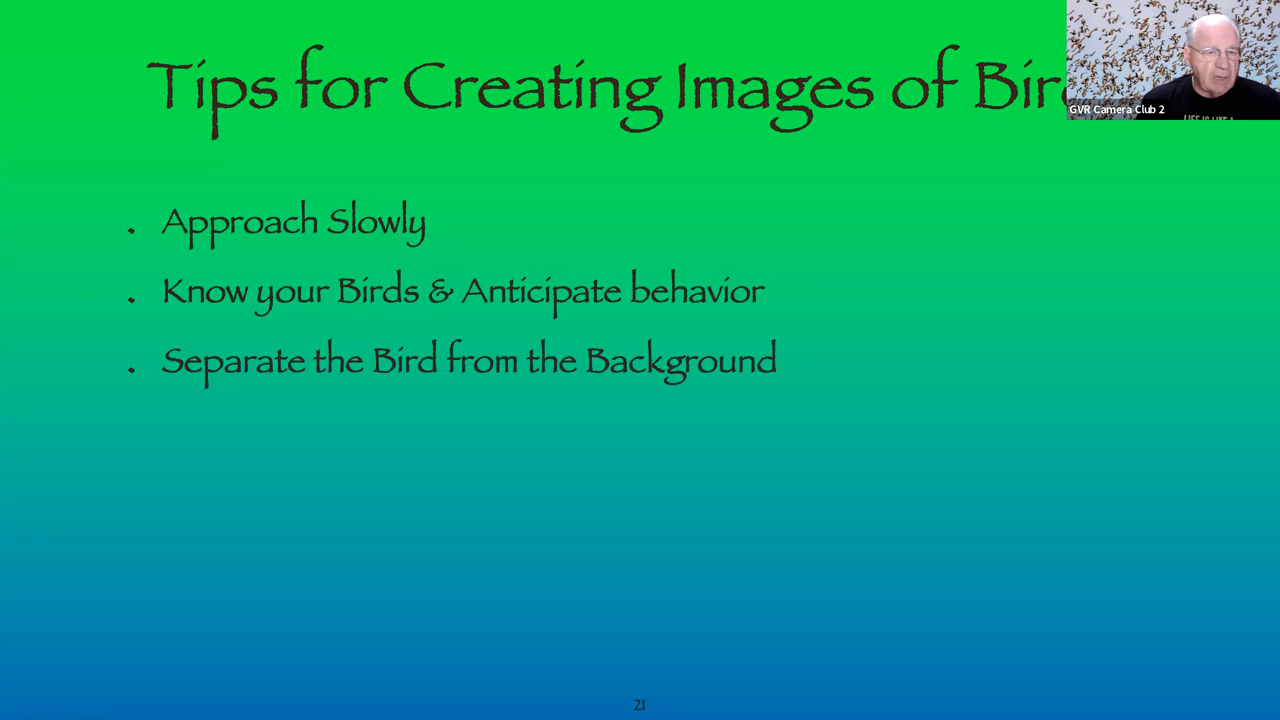 Tips for Creating Images of
GVR Camera Club 2
. Approach Slowly
. Know your Birds & Anticipate behavior
. Separate the Bird from the Background
21